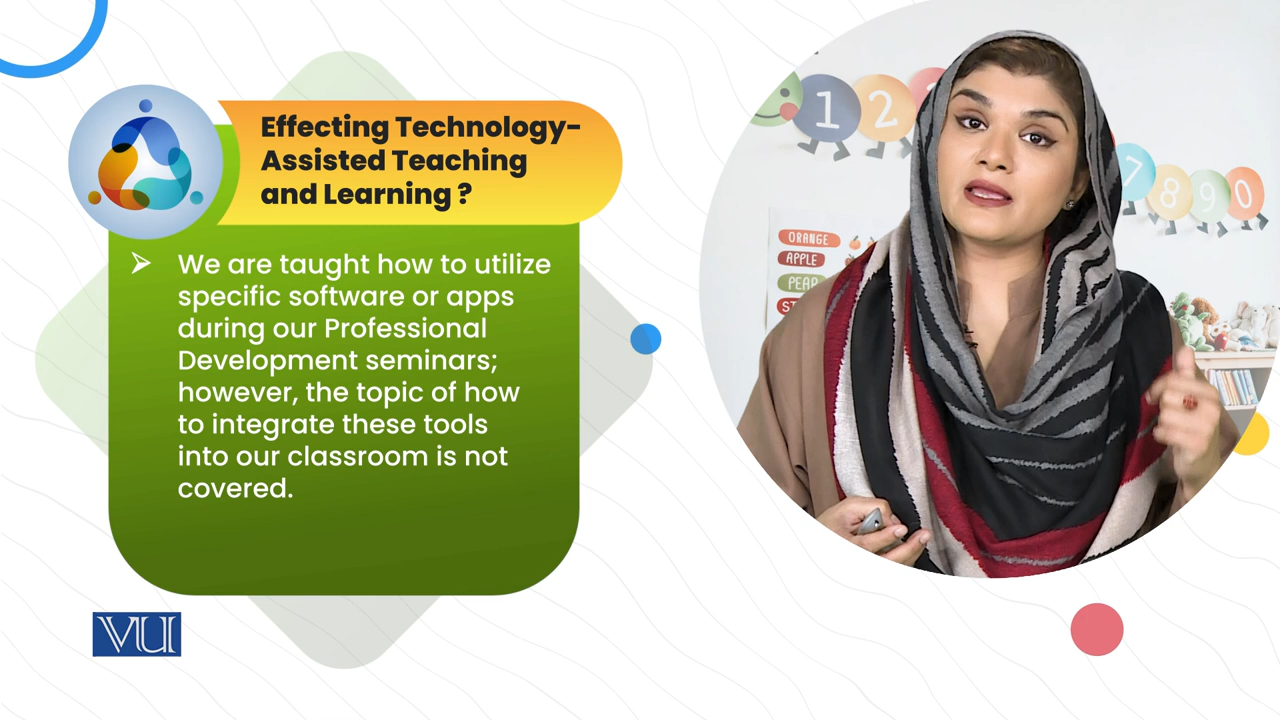 Effecting Technology-
Assisted Teaching
and Learning ?
We are taught how to utilize
specific software or apps
during our Professional
Development seminars;
however, the topic of how
to integrate these tools
into our classroom is not
covered.
VU
1 2
7 8 9 0
ORANGE
APPLE
PEAR